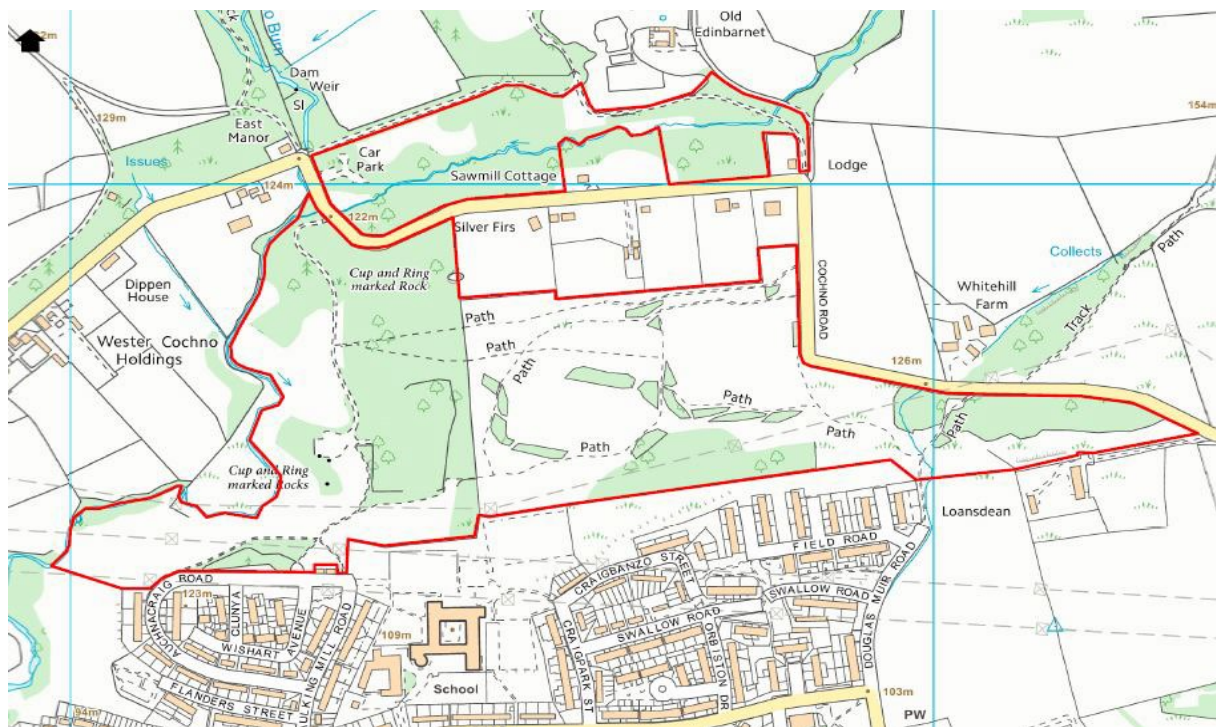 Old
Edinbarnet
Dam
Weir
Sl
154m
129m
East
Manor
Issues
Car
Park
Lodge
Sawmill Cottage
124m
122m
Silver Firs
Cup and Ring
marked Rock
COCHNO ROAD
Collects
Path
Dippen
House
Whitehill
Farm
Track
Path
Wester Cochno
Holdings
Path
Path
126m
Path
Path
Path
Path
Cup and Ring
marked Rocks
Loansdean
FIELD ROAD
CRAIGBANZO STREET
AUCHNACRAIG ROAD
SWALLOW ROAD
123m
CLUNY A
WISHART AVENUE
SWALLOW ROAD
DOUGLAS MUIR ROAD
109m
CRAIGPARK ST
ORBISTON DR
AULKING MILL ROAD
FLANDERS STREET
School
103m
94m
PW